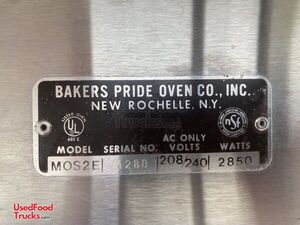 BAKERS PRIDE OVEN CO., INC.
NEW ROCHELLE, N.Y.
UL
nsf
AC ONLY
MODEL SERIAL NO. VOLTS WATTS
MOS2E 4280 208/240 2850
UsedFood
Trucks.com